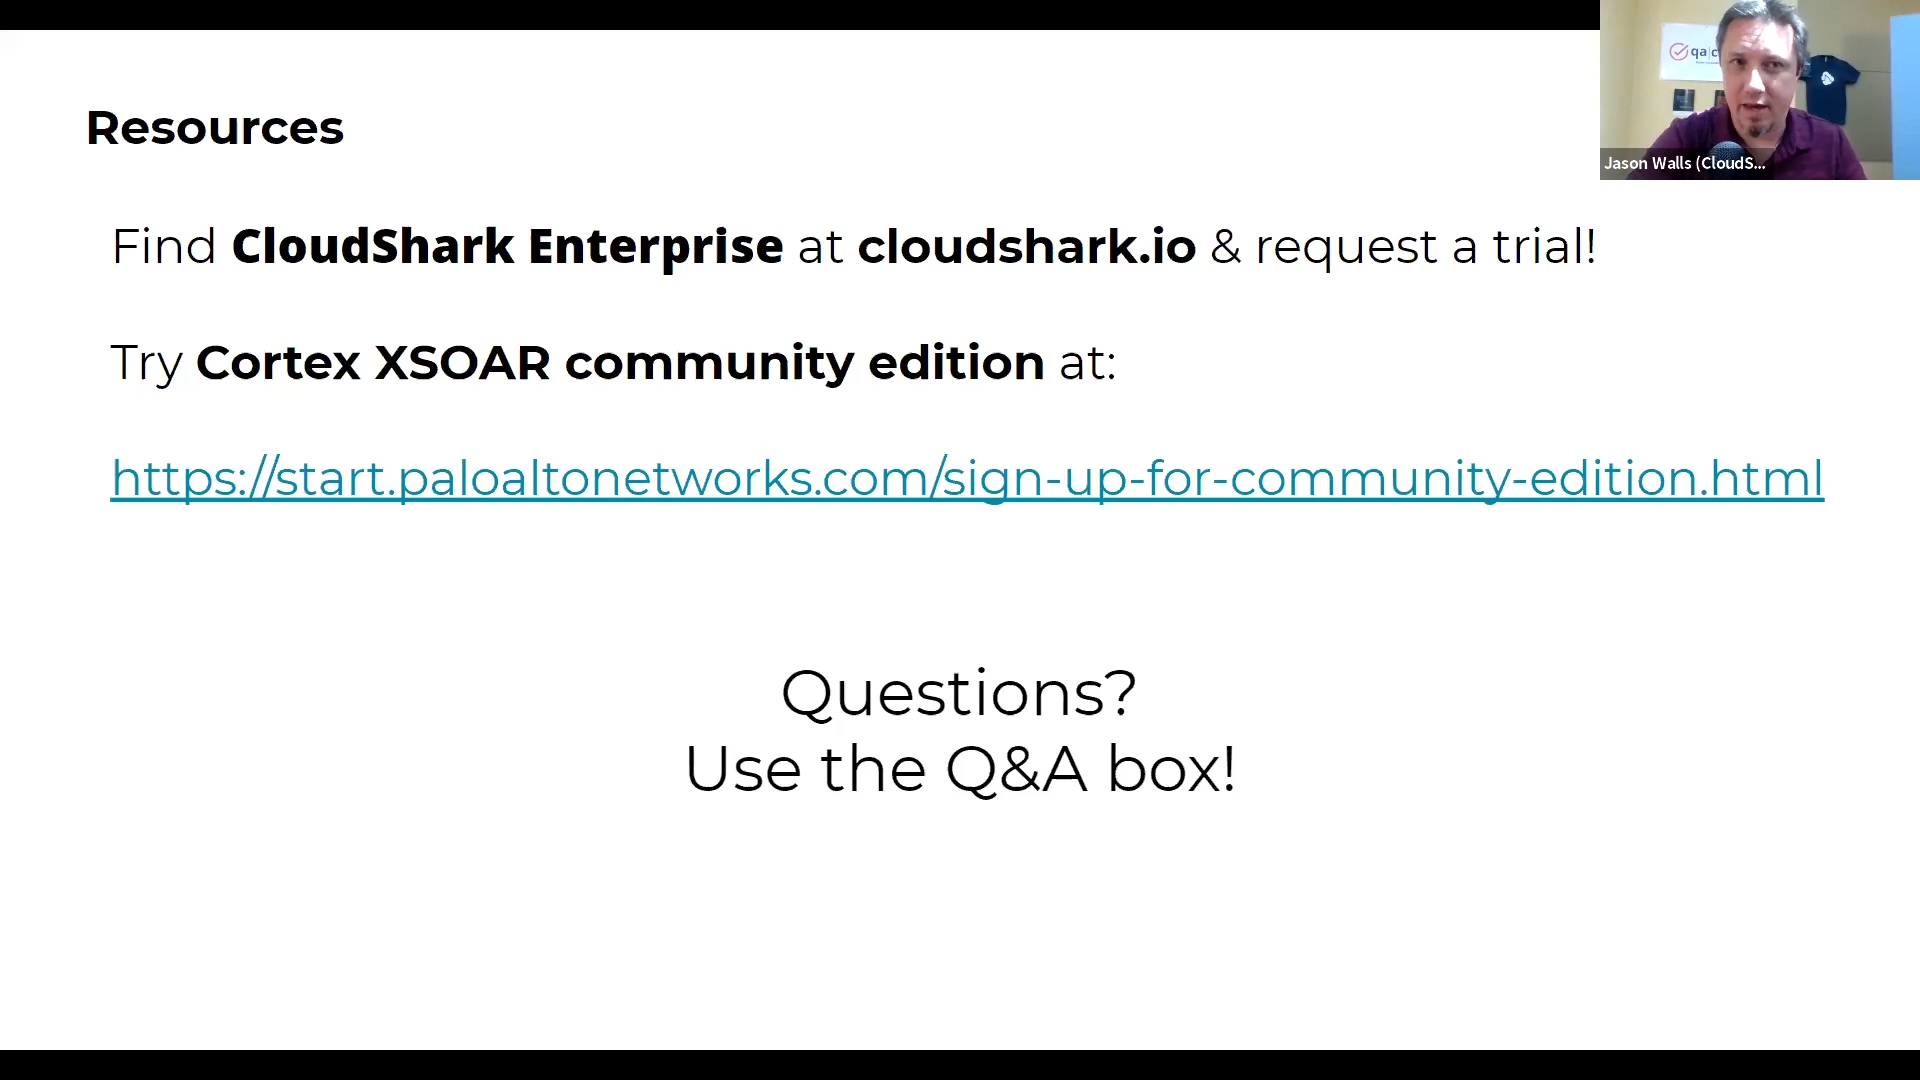 Resources
Find CloudShark Enterprise at cloudshark.io & request a trial!
Try Cortex XSOAR community edition at:
https://start.paloaltonetworks.com/sign-up-for-community-edition.html
Questions?
Use the Q&A box!
qa|c
Jason Walls (CloudS...